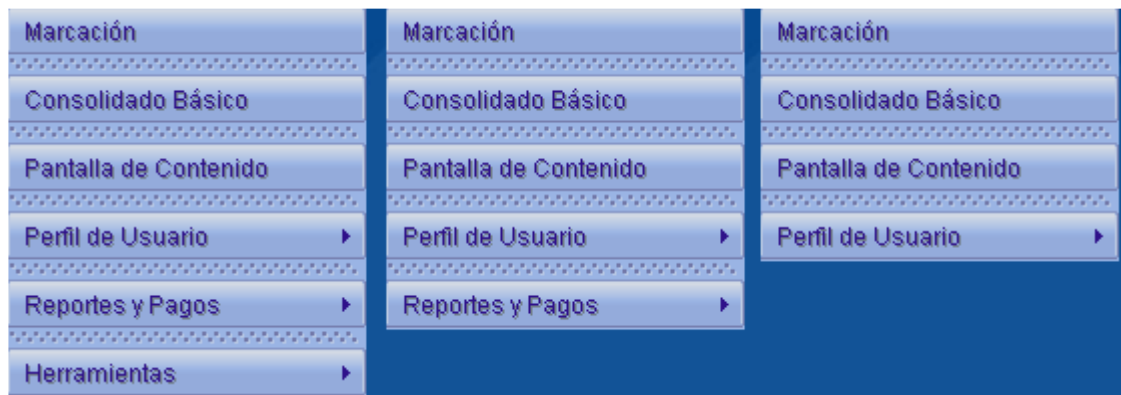 Marcación
Consolidado Básico
Pantalla de Contenido
Perfil de Usuario
Reportes y Pagos
Herramientas
Marcación
Consolidado Básico
Pantalla de Contenido
Perfil de Usuario
Reportes y Pagos
Marcación
Consolidado Básico
Pantalla de Contenido
Perfil de Usuario